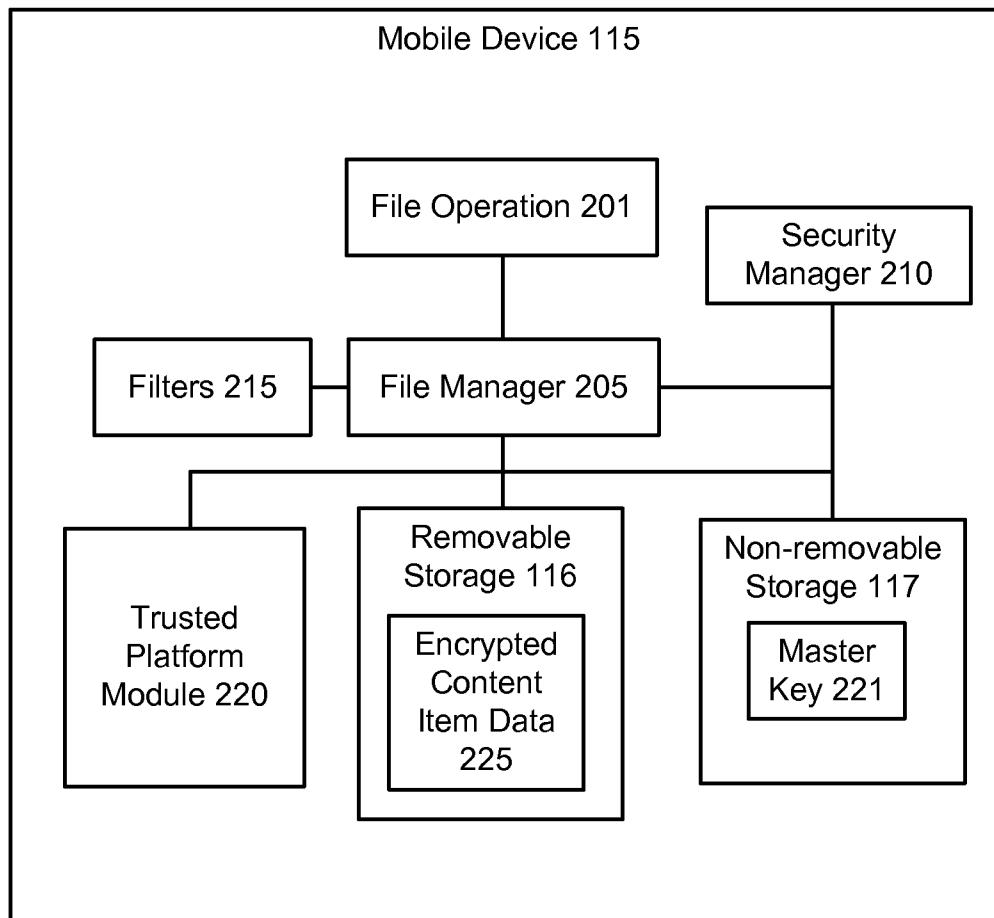 Mobile Device 115
File Operation 201
Security
Manager 210
Filters 215
File Manager 205
Trusted
Platform
Module 220
Removable
Storage 116
Encrypted
Content
Item Data
225
Non-removable
Storage 117
Master
Key 221